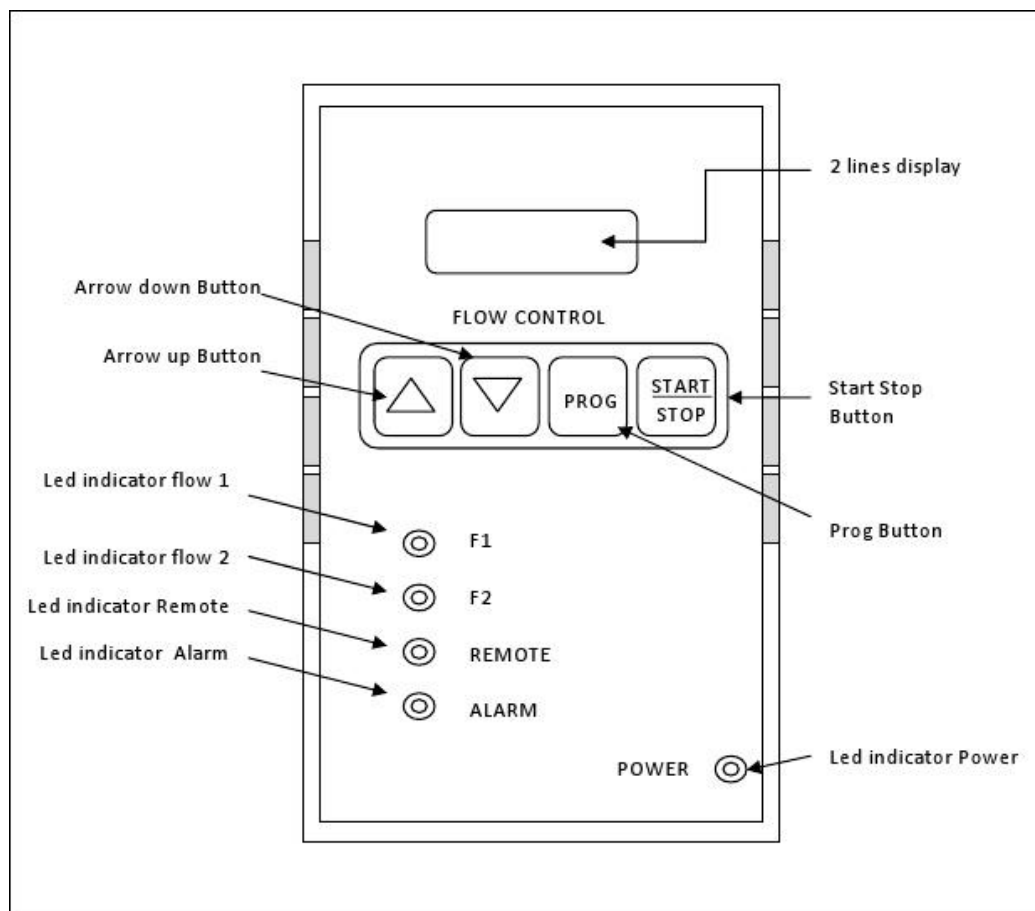 2 lines display
Arrow down Button
FLOW CONTROL
Arrow up Button
PROG
START
STOP
Start Stop
Button
Led indicator flow 1
Prog Button
F1
Led indicator flow 2
F2
Led indicator Remote
REMOTE
Led indicator Alarm
ALARM
POWER
Led indicator Power